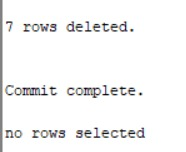 7 rows deleted.
Commit complete.
no rows selected